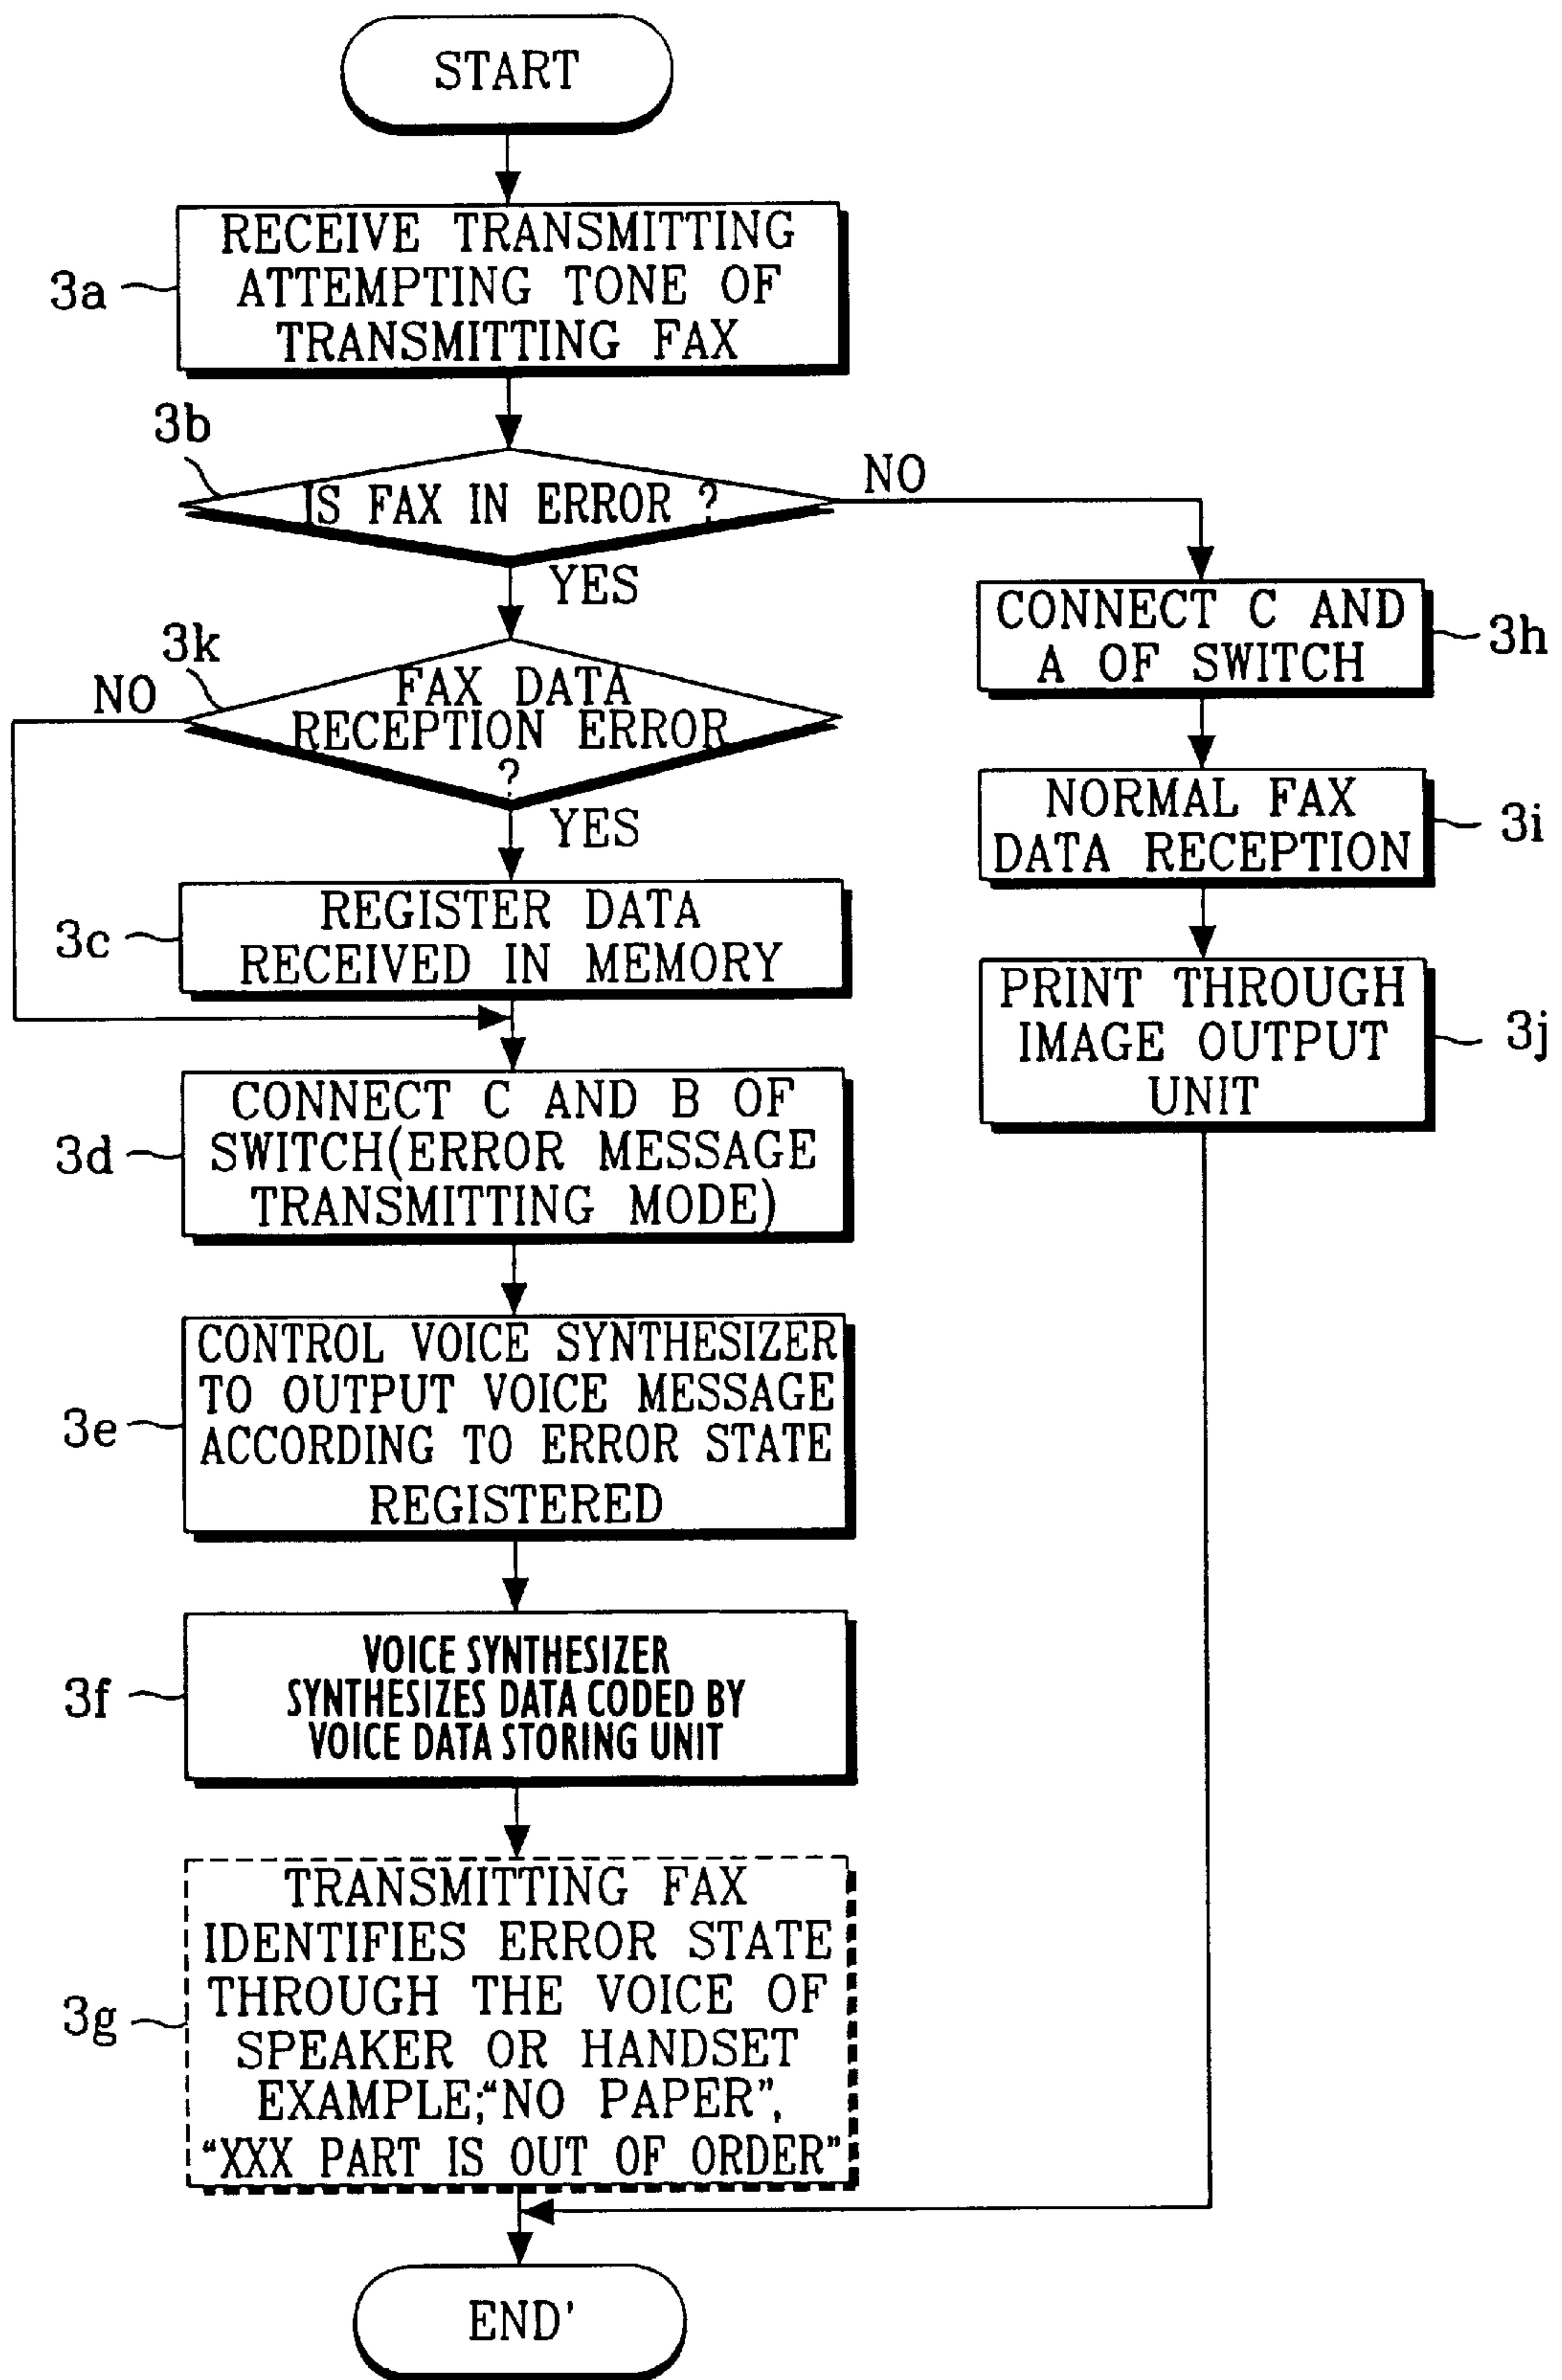 START
RECEIVE TRANSMITTING
ATTEMPTING TONE OF
TRANSMITTING FAX
3a
3b
IS FAX IN ERROR ?
NO
YES
3k
NO
FAX DATA
RECEPTION ERROR
?
YES
3c
REGISTER DATA
RECEIVED IN MEMORY
3d
CONNECT C AND B OF
SWITCH(ERROR MESSAGE
TRANSMITTING MODE)
3e
CONTROL VOICE SYNTHESIZER
TO OUTPUT VOICE MESSAGE
ACCORDING TO ERROR STATE
REGISTERED
3f
VOICE SYNTHESIZER
SYNTHESIZES DATA CODED BY
VOICE DATA STORING UNIT
3g
TRANSMITTING FAX
IDENTIFIES ERROR STATE
THROUGH THE VOICE OF
SPEAKER OR HANDSET
EXAMPLE;“NO PAPER”,
“XXX PART IS OUT OF ORDER”
CONNECT C AND
A OF SWITCH
3h
NORMAL FAX
DATA RECEPTION
3i
PRINT THROUGH
IMAGE OUTPUT
UNIT
3j
END'